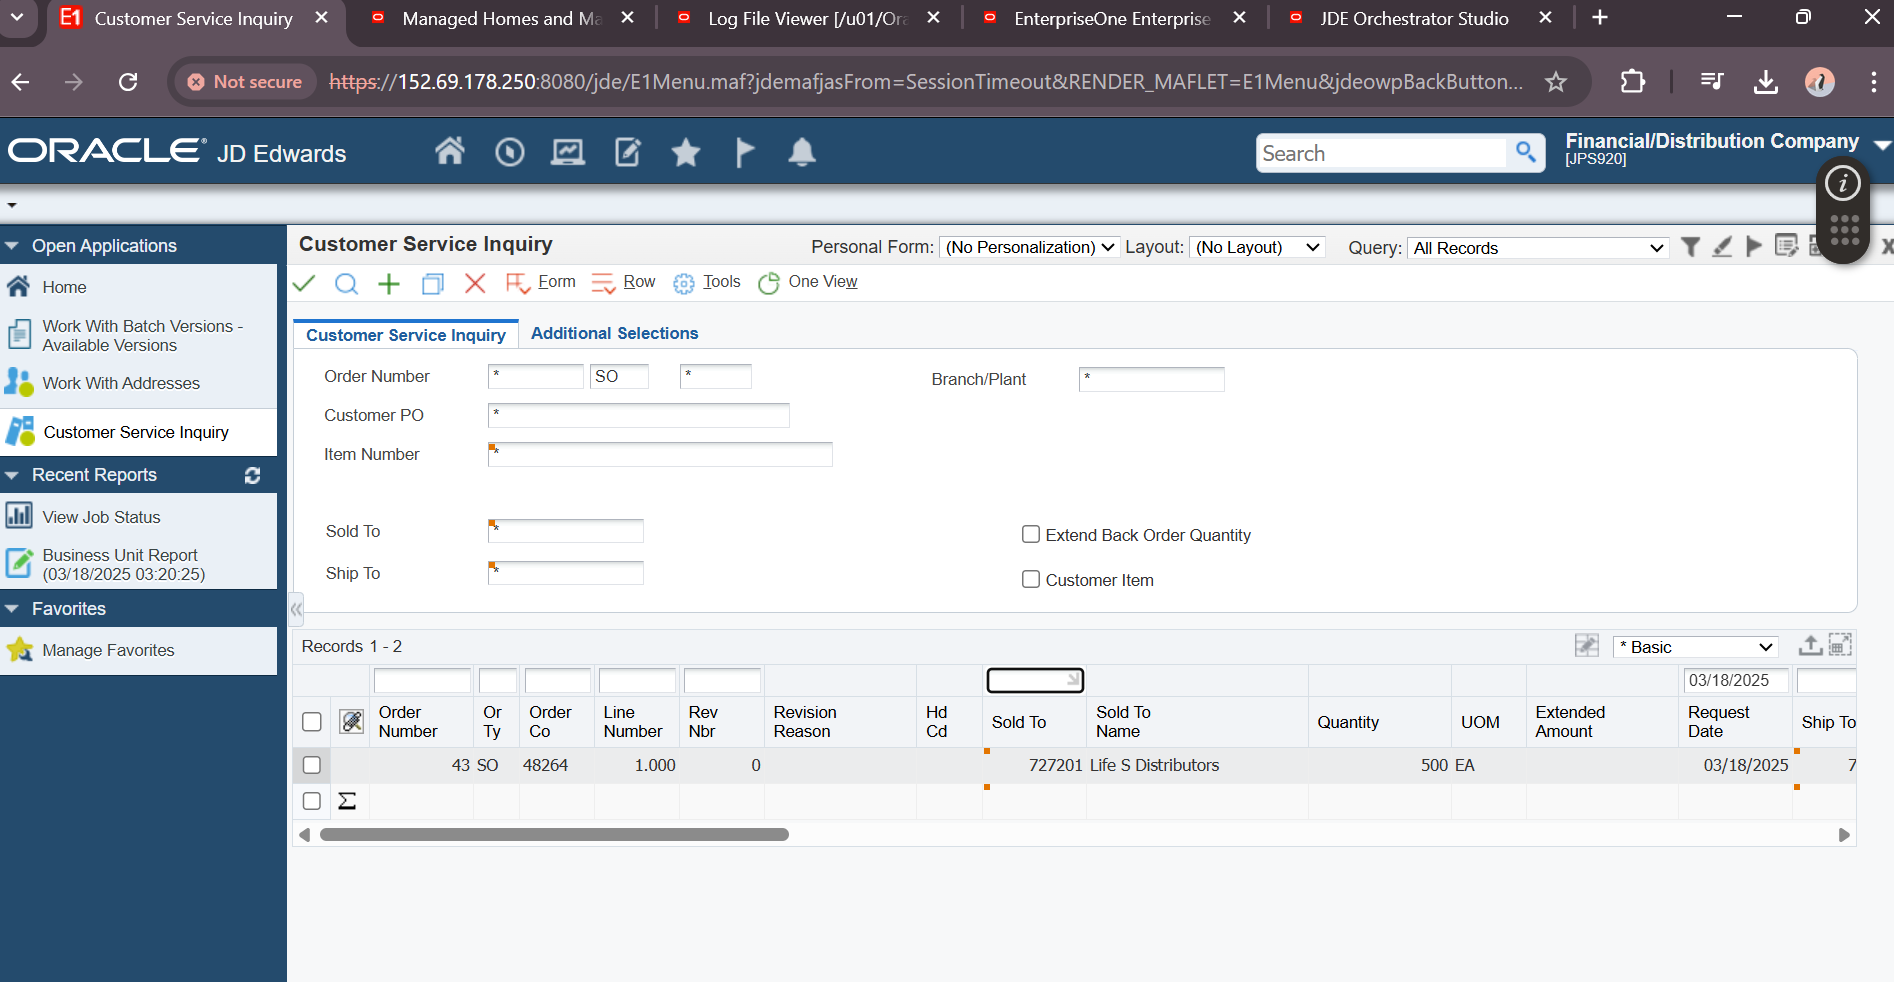 E1 Customer Service Inquiry
Managed Homes and Ma
Log File Viewer [/u01/Ora
EnterpriseOne Enterprise
JDE Orchestrator Studio
Not secure https://152.69.178.250:8080/jde/E1Menu.maf?jdemafjasFrom=SessionTimeout&RENDER_MAFLET=E1Menu&jdeowpBackButton...
ORACLE® JD Edwards
Search
Financial/Distribution Company
[JPS920]
Open Applications
Home
Work With Batch Versions -
Available Versions
Work With Addresses
Customer Service Inquiry
Recent Reports
View Job Status
Business Unit Report
(03/18/2025 03:20:25)
Favorites
Manage Favorites
Customer Service Inquiry
Personal Form: (No Personalization) Layout: (No Layout) Query: All Records
Form Row Tools One View
Customer Service Inquiry Additional Selections
Order Number * SO * Branch/Plant *
Customer PO *
Item Number *
Sold To * Extend Back Order Quantity
Ship To * Customer Item
Records 1 - 2 * Basic
03/18/2025
Order Number Or Ty Order Co Line Number Rev Nbr Revision Reason Hd Cd Sold To Sold To Name Quantity UOM Extended Amount Request Date Ship To
43 SO 48264 1.000 0 727201 Life S Distributors 500 EA 03/18/2025 7
Σ